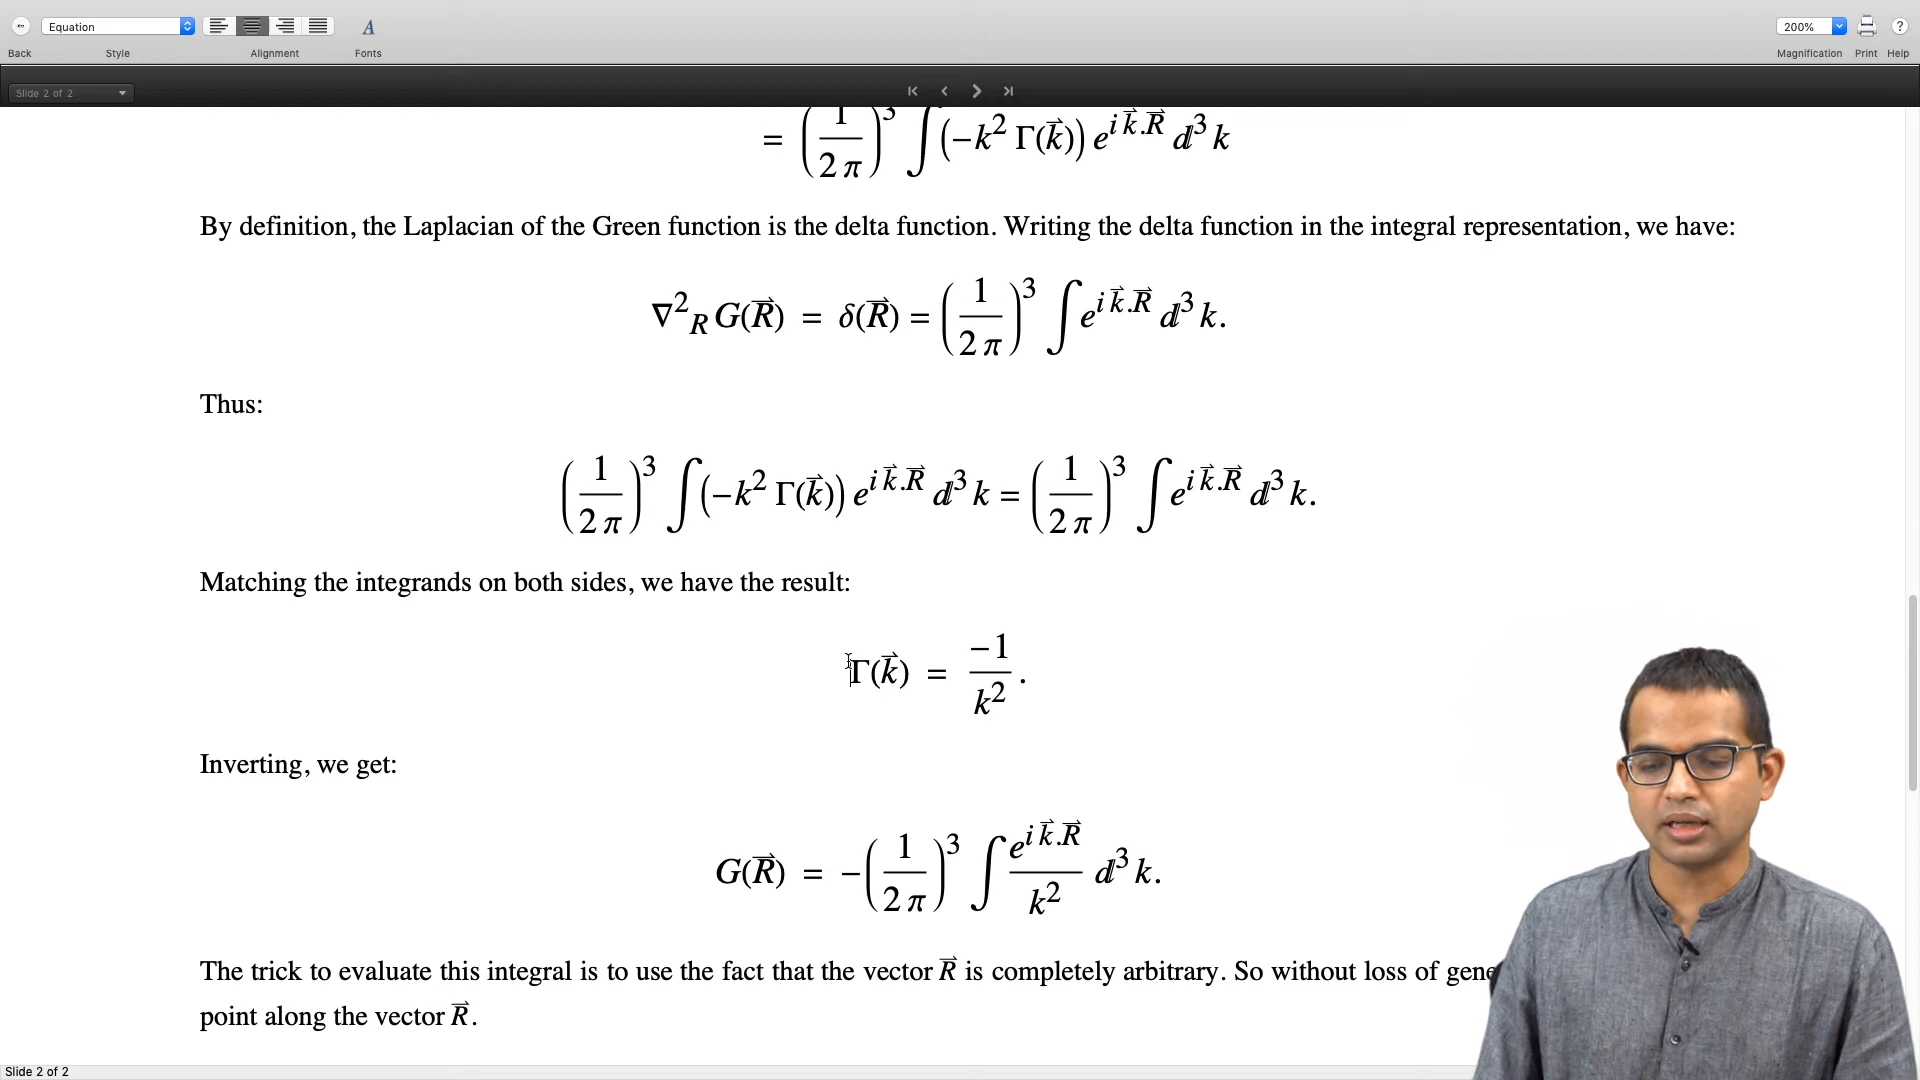 Equation
200%
Back
Style
Alignment
Fonts
Magnification
Print
Help
Slide 2 of 2
= (1/(2 π))^3 ∫(−k^2 Γ(k⃗)) e^{i k⃗.R⃗} d^3 k
By definition, the Laplacian of the Green function is the delta function. Writing the delta function in the integral representation, we have:
∇^2_R G(R⃗) = δ(R⃗) = (1/(2 π))^3 ∫ e^{i k⃗.R⃗} d^3 k.
Thus:
(1/(2 π))^3 ∫(−k^2 Γ(k⃗)) e^{i k⃗.R⃗} d^3 k = (1/(2 π))^3 ∫ e^{i k⃗.R⃗} d^3 k.
Matching the integrands on both sides, we have the result:
Γ(k⃗) = −1/k^2.
Inverting, we get:
G(R⃗) = −(1/(2 π))^3 ∫ e^{i k⃗.R⃗}/k^2 d^3 k.
The trick to evaluate this integral is to use the fact that the vector R⃗ is completely arbitrary. So without loss of gene
point along the vector R⃗.
Slide 2 of 2